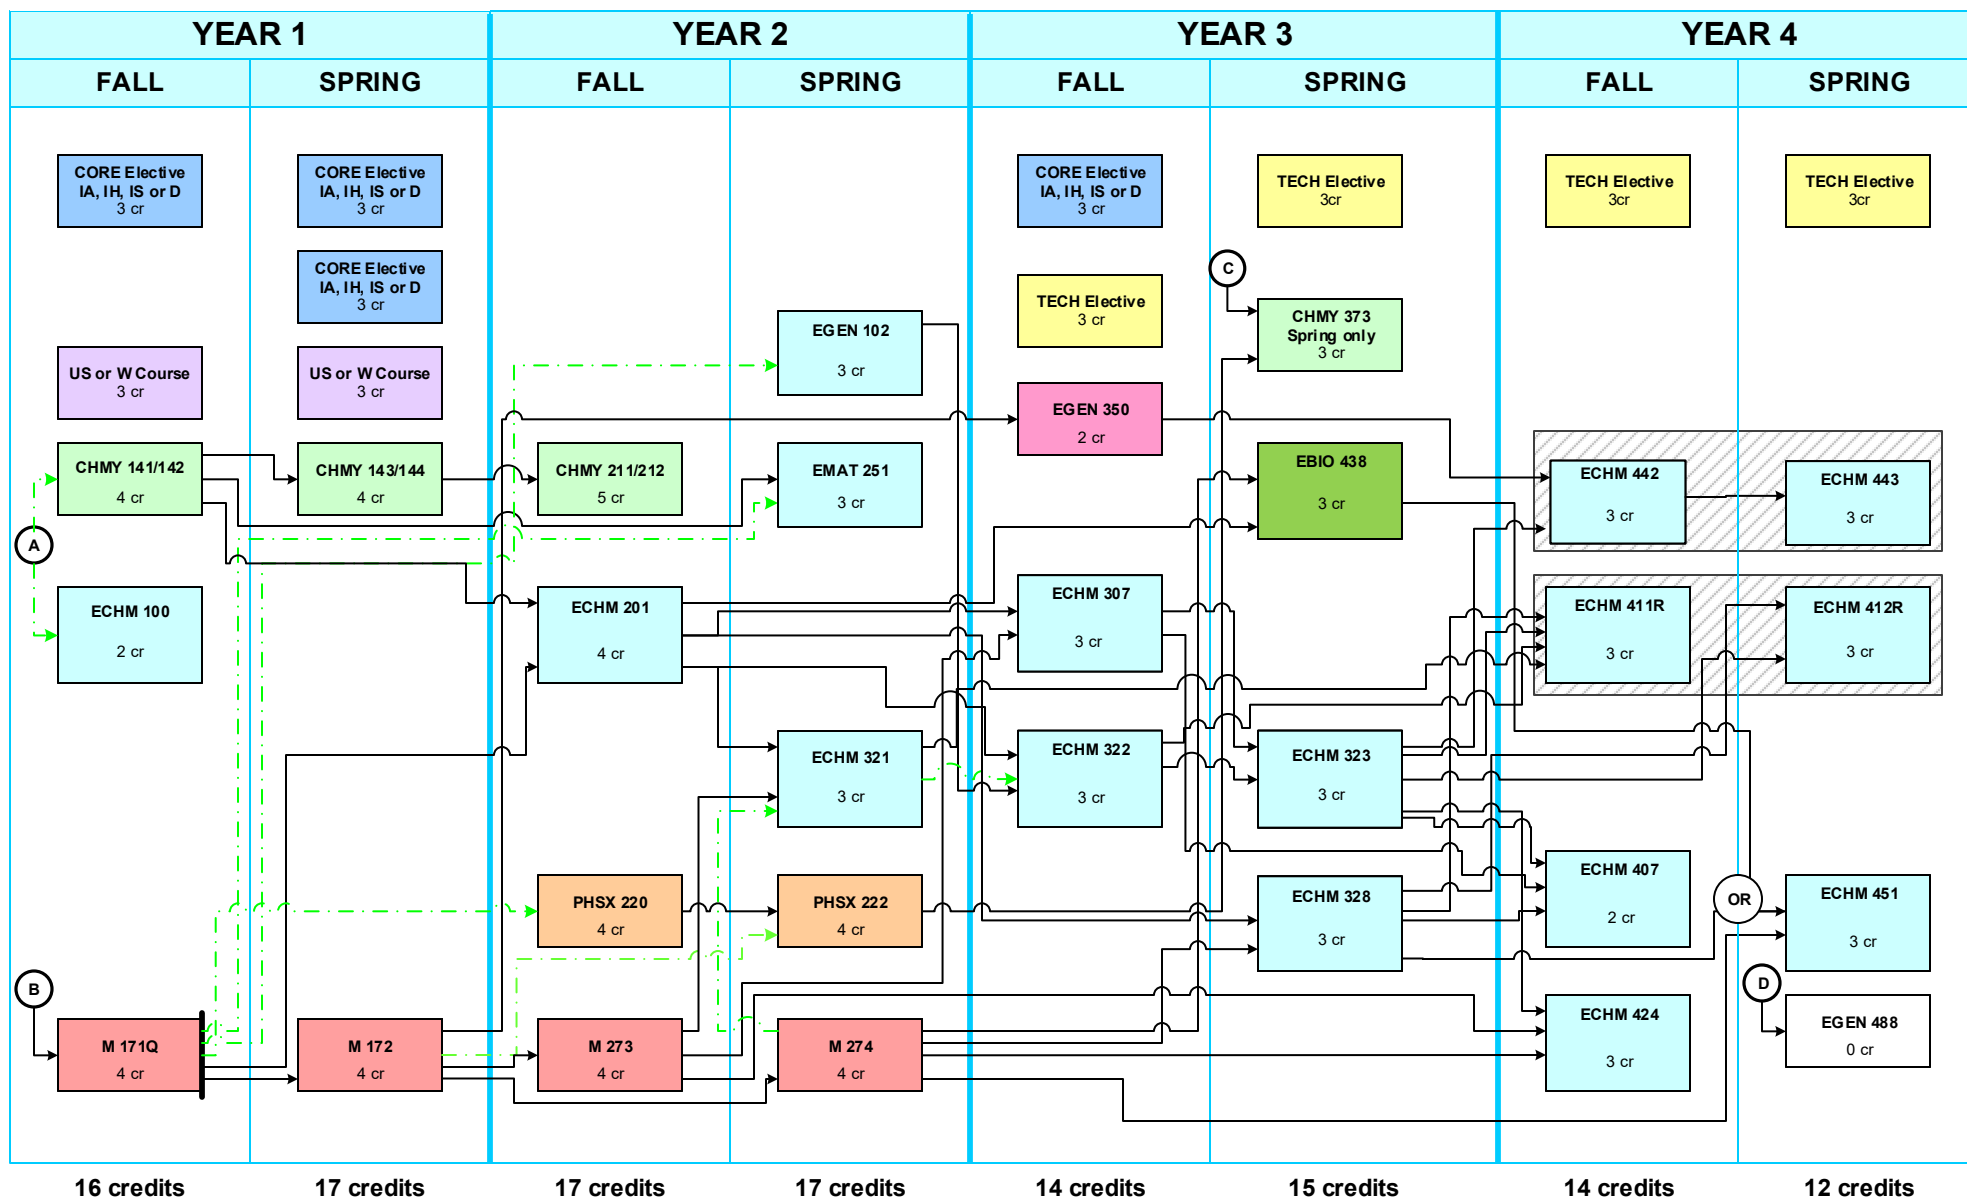 YEAR 1
YEAR 2
YEAR 3
YEAR 4
FALL
SPRING
FALL
SPRING
FALL
SPRING
FALL
SPRING
CORE Elective
IA, IH, IS or D
3 cr
US or W Course
3 cr
CHMY 141/142
4 cr
A
ECHM 100
2 cr
B
M 171Q
4 cr
CORE Elective
IA, IH, IS or D
3 cr
CORE Elective
IA, IH, IS or D
3 cr
US or W Course
3 cr
CHMY 143/144
4 cr
M 172
4 cr
CHMY 211/212
5 cr
ECHM 201
4 cr
PHSX 220
4 cr
M 273
4 cr
EGEN 102
3 cr
EMAT 251
3 cr
ECHM 321
3 cr
PHSX 222
4 cr
M 274
4 cr
CORE Elective
IA, IH, IS or D
3 cr
TECH Elective
3 cr
EGEN 350
2 cr
ECHM 307
3 cr
ECHM 322
3 cr
TECH Elective
3cr
C
CHMY 373
Spring only
3 cr
EBIO 438
3 cr
ECHM 323
3 cr
ECHM 328
3 cr
TECH Elective
3cr
ECHM 442
3 cr
ECHM 411R
3 cr
ECHM 407
2 cr
ECHM 424
3 cr
TECH Elective
3cr
ECHM 443
3 cr
ECHM 412R
3 cr
OR
ECHM 451
3 cr
D
EGEN 488
0 cr
16 credits
17 credits
17 credits
17 credits
14 credits
15 credits
14 credits
12 credits